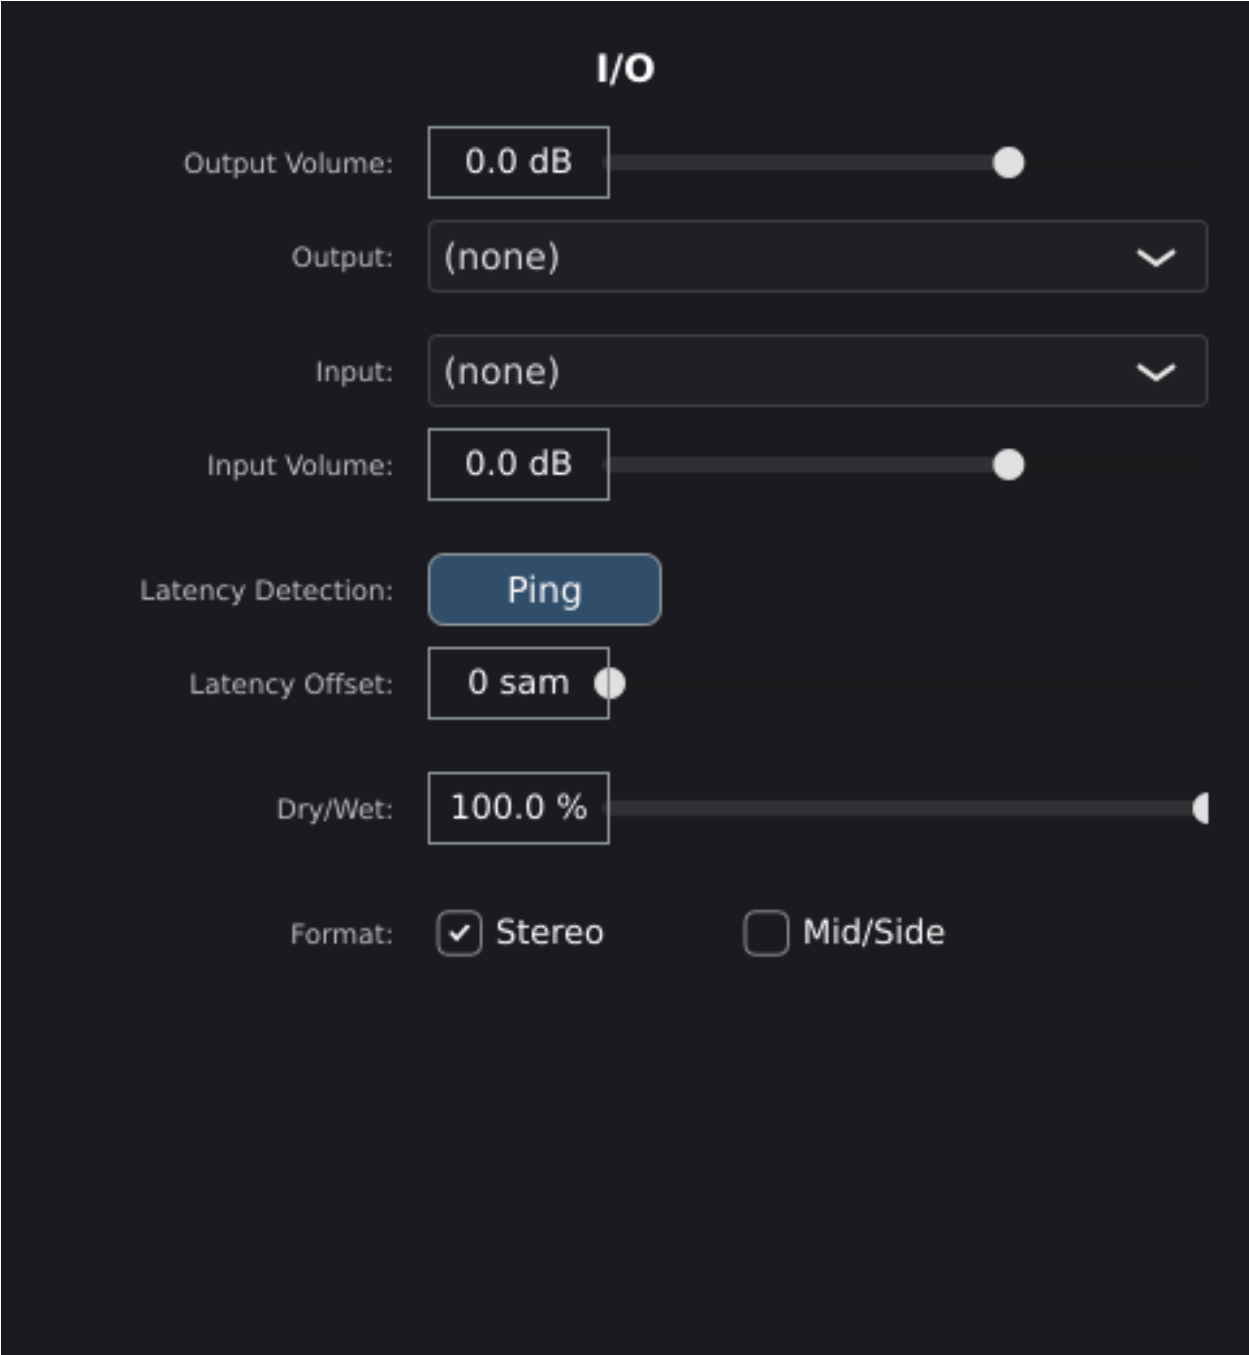 I/O
Output Volume: 0.0 dB
Output: (none)
Input: (none)
Input Volume: 0.0 dB
Latency Detection: Ping
Latency Offset: 0 sam
Dry/Wet: 100.0 %
Format: Stereo Mid/Side